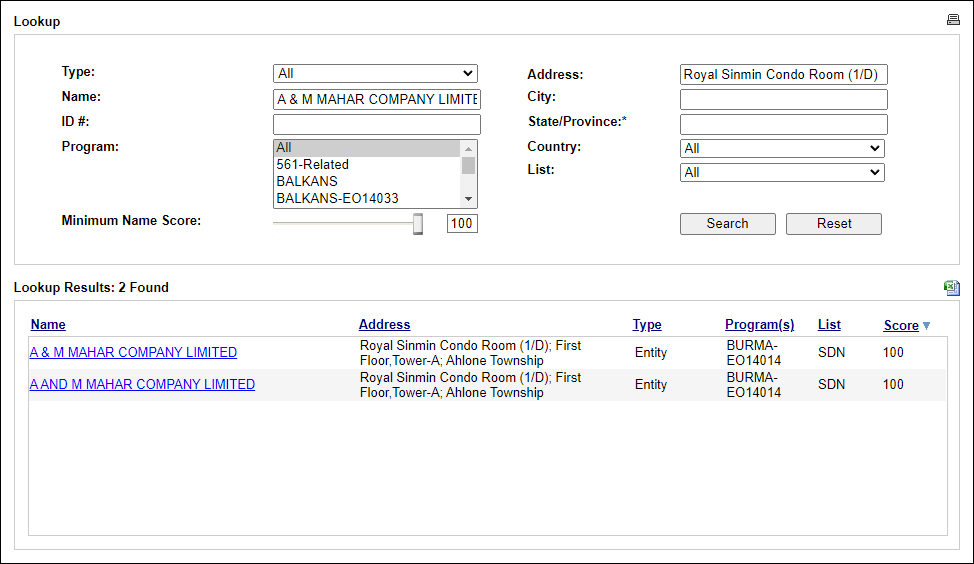 Lookup
Type:
All
Name:
A & M MAHAR COMPANY LIMITE
ID #:
Program:
All
561-Related
BALKANS
BALKANS-EO14033
Minimum Name Score:
100
Address:
Royal Sinmin Condo Room (1/D)
City:
State/Province:*
Country:
All
List:
All
Search
Reset
Lookup Results: 2 Found
Name
Address
Type
Program(s)
List
Score
A & M MAHAR COMPANY LIMITED
Royal Sinmin Condo Room (1/D); First
Floor,Tower-A; Ahlone Township
Entity
BURMA-
EO14014
SDN
100
A AND M MAHAR COMPANY LIMITED
Royal Sinmin Condo Room (1/D); First
Floor,Tower-A; Ahlone Township
Entity
BURMA-
EO14014
SDN
100